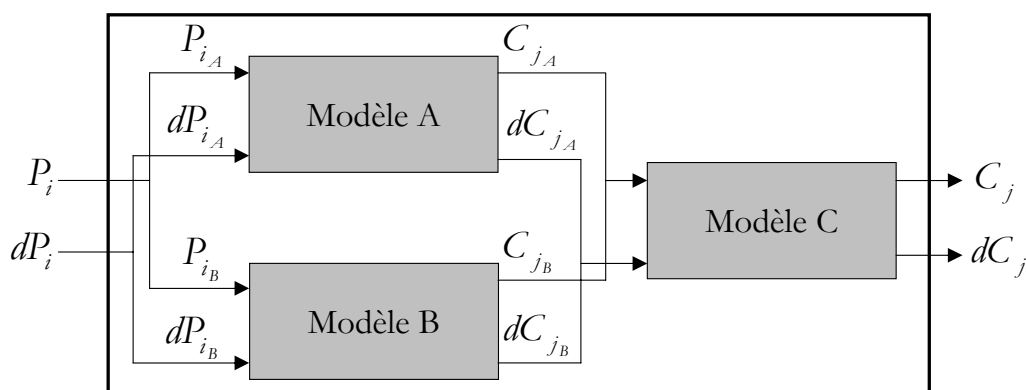 P_{i_A}
C_{j_A}
Modèle A
dP_{i_A}
dC_{j_A}
P_i
C_j
dP_i
dC_j
Modèle C
P_{i_B}
C_{j_B}
Modèle B
dP_{i_B}
dC_{j_B}